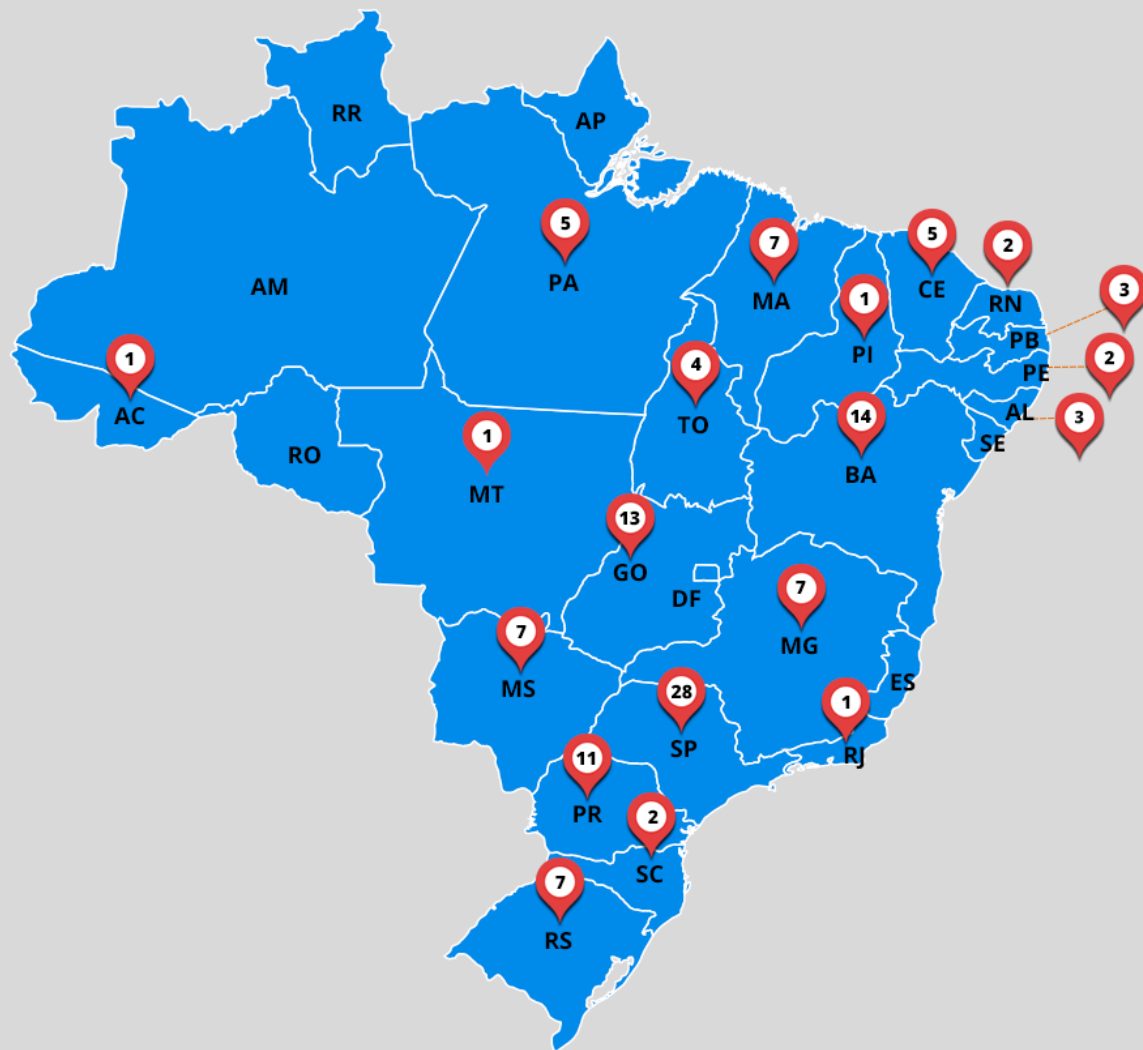 RR
AP
5
PA
7
MA
5
CE
2
RN
3
AM
1
PI
PB
2
PE
1
AC
4
TO
AL
3
14
BA
SE
1
MT
RO
13
GO
DF
7
MG
7
MS
ES
28
SP
1
RJ
11
PR
2
SC
7
RS